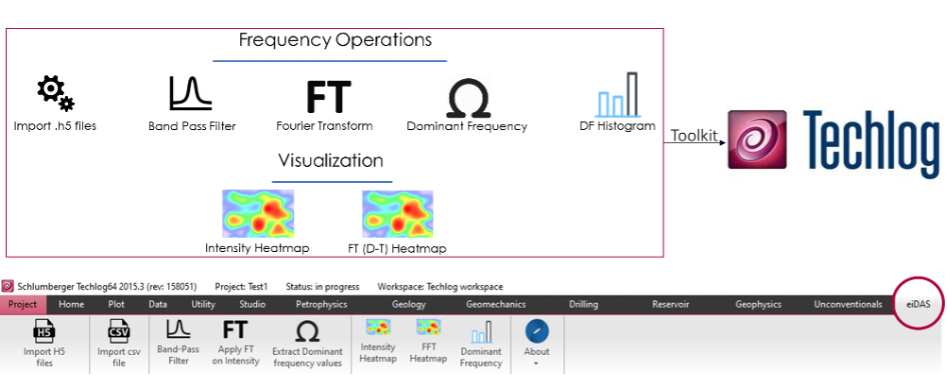 Frequency Operations
FT
Import .h5 files
Band Pass Filter
Fourier Transform
Dominant Frequency
DF Histogram
Visualization
Intensity Heatmap
FT (D-T) Heatmap
Toolkit
Techlog
Schlumberger Techlog64 2015.3 (rev: 158051) Project: Test1 Status: in progress Workspace: Techlog workspace
Project Home Plot Data Utility Studio Petrophysics Geology Geomechanics Drilling Reservoir Geophysics Unconventionals eiDAS
H5
Import H5
files
CSV
Import csv
file
Band-Pass
Filter
FT
Apply FT
on Intensity
Ω
Extract Dominant
frequency values
Intensity
Heatmap
FFT
Heatmap
Dominant
Frequency
About